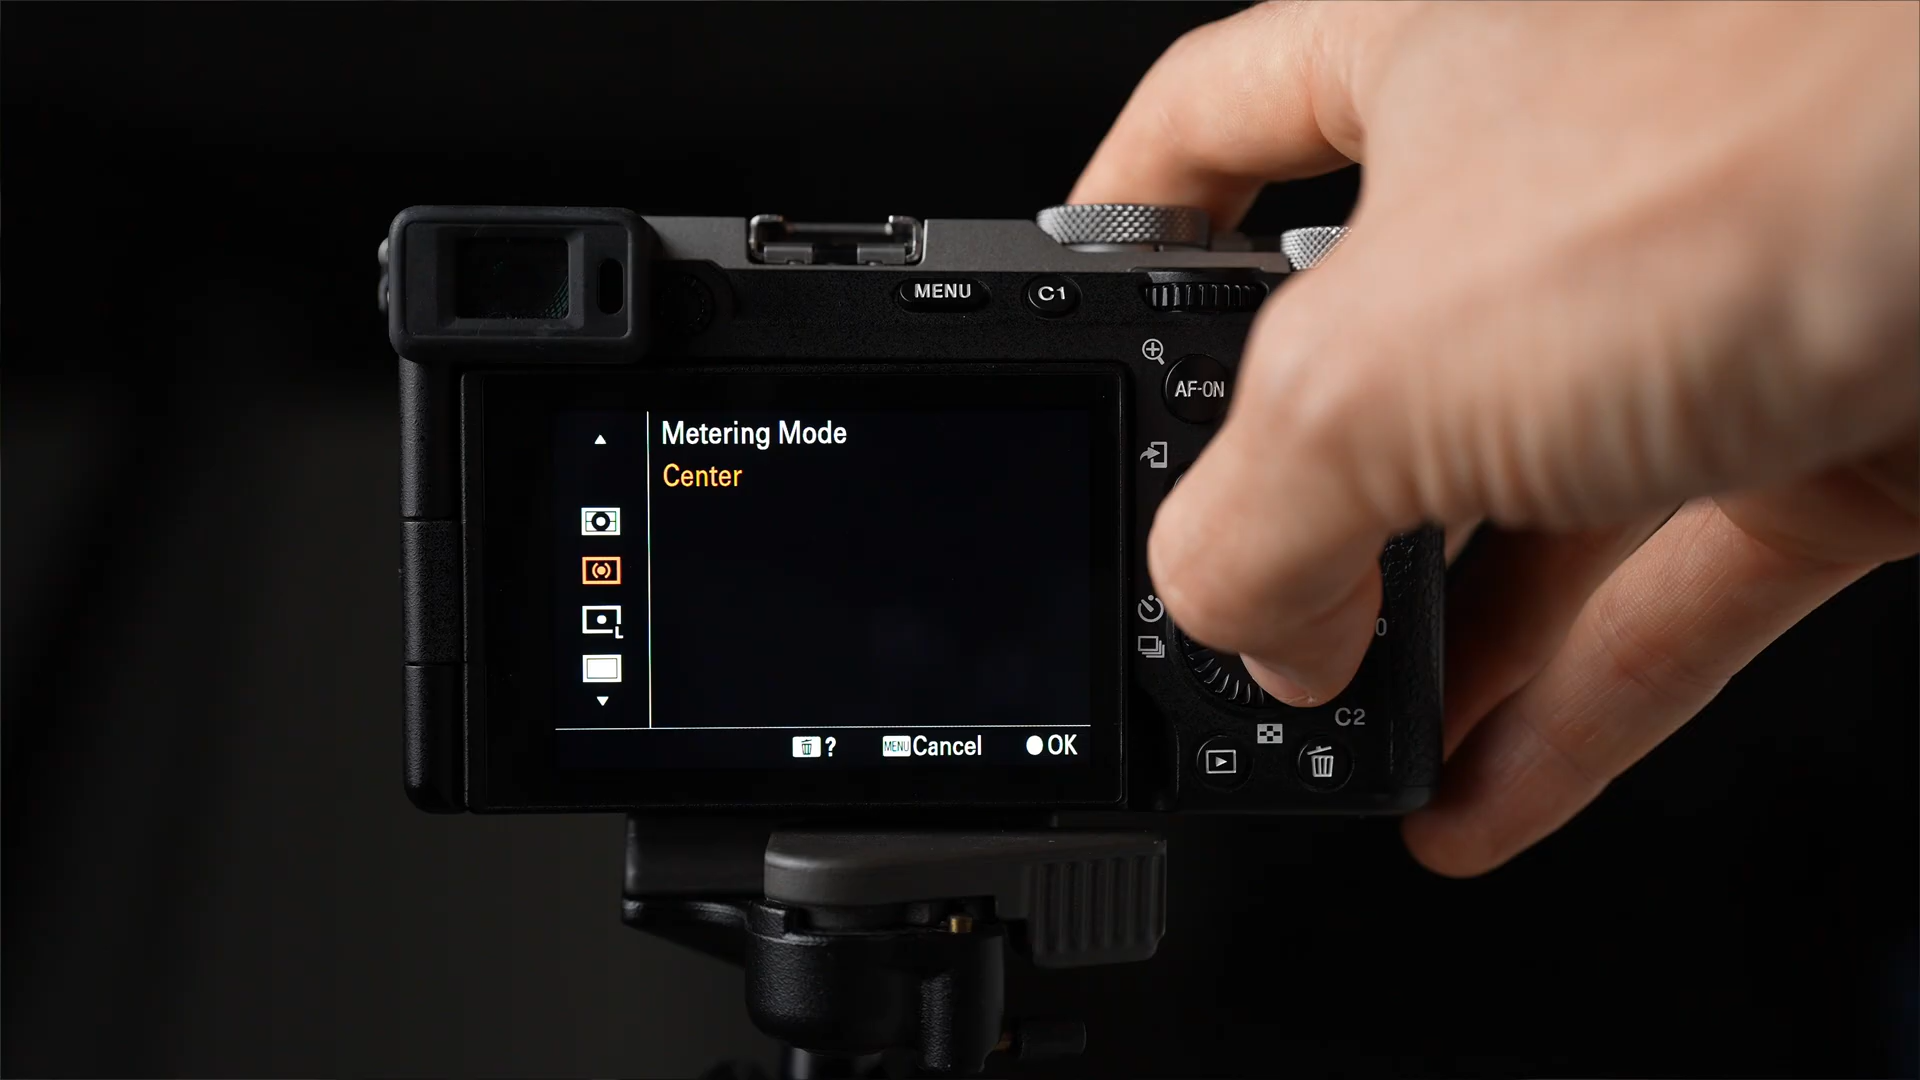 MENU
C1
AF-ON
Metering Mode
Center
L
? MENU Cancel OK
C2